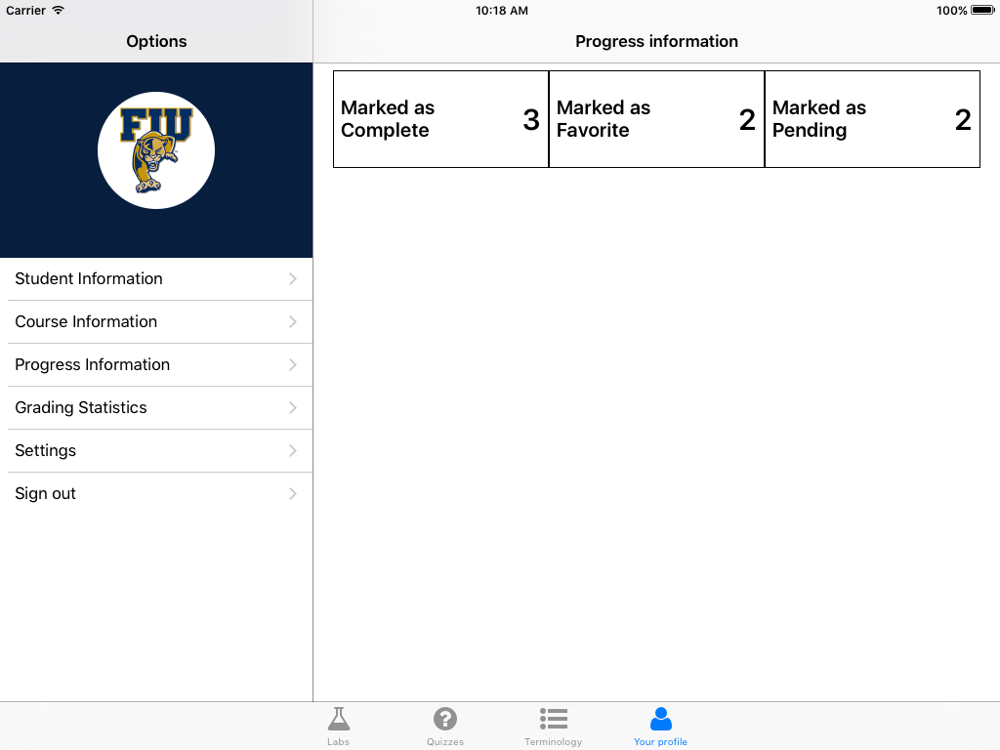 Carrier 10:18 AM 100%
Options
Progress information
FIU
Student Information
Course Information
Progress Information
Grading Statistics
Settings
Sign out
Marked as
Complete
3
Marked as
Favorite
2
Marked as
Pending
2
Labs
Quizzes
Terminology
Your profile